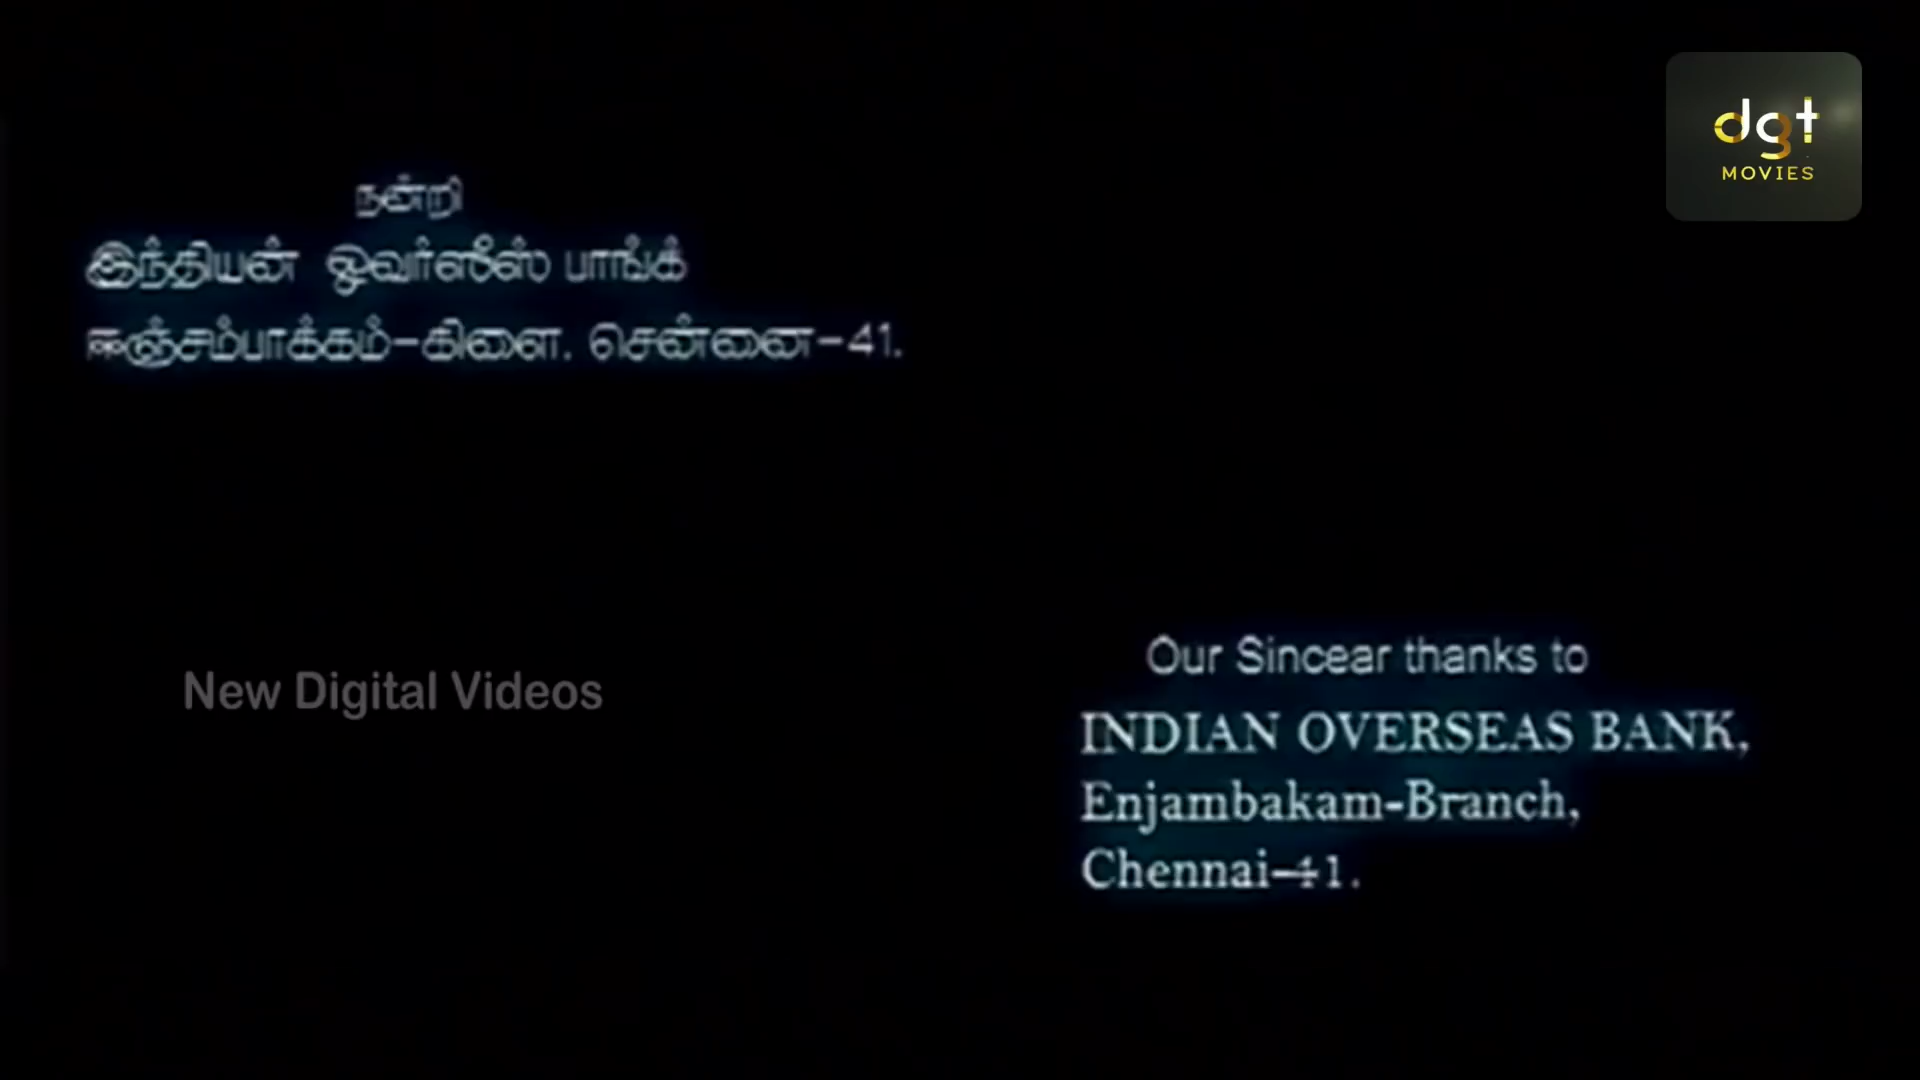 dgt
MOVIES
நன்றி
இந்தியன் ஓவர்ஸீஸ் பாங்க்
ஈஞ்சம்பாக்கம்-கிளை. சென்னை-41.
New Digital Videos
Our Sincear thanks to
INDIAN OVERSEAS BANK,
Enjambakam-Branch,
Chennai-41.